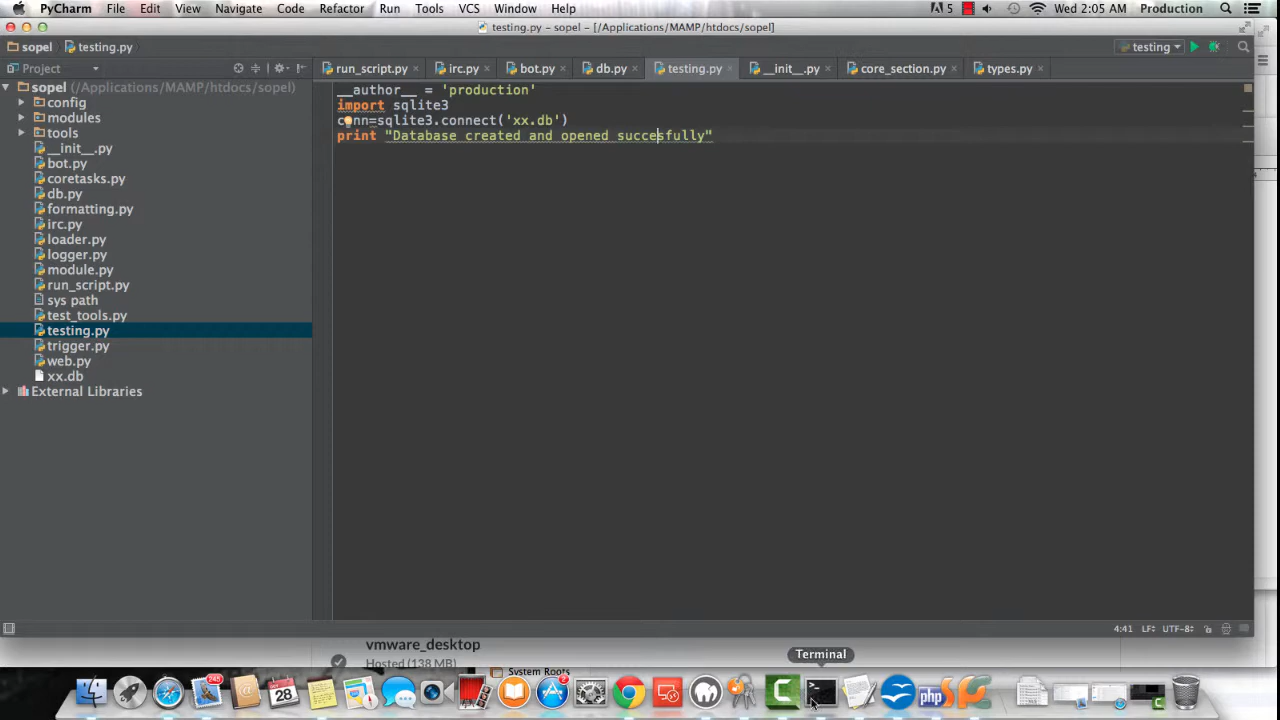 PyCharm File Edit View Navigate Code Refactor Run Tools VCS Window Help 5 Wed 2:05 AM Production
testing.py - sopel - [/Applications/MAMP/htdocs/sopel]
sopel testing.py testing
Project run_script.py irc.py bot.py db.py testing.py __init__.py core_section.py types.py
sopel (/Applications/MAMP/htdocs/sopel)
config
modules
tools
__init__.py
bot.py
coretasks.py
db.py
formatting.py
irc.py
loader.py
logger.py
module.py
run_script.py
sys path
test_tools.py
testing.py
trigger.py
web.py
xx.db
External Libraries
__author__ = 'production'
import sqlite3
conn=sqlite3.connect('xx.db')
print "Database created and opened succesfully"
4:41 LF: UTF-8:
vmware_desktop
Hosted (138 MB)
Terminal
System Roots
245
28
2
php